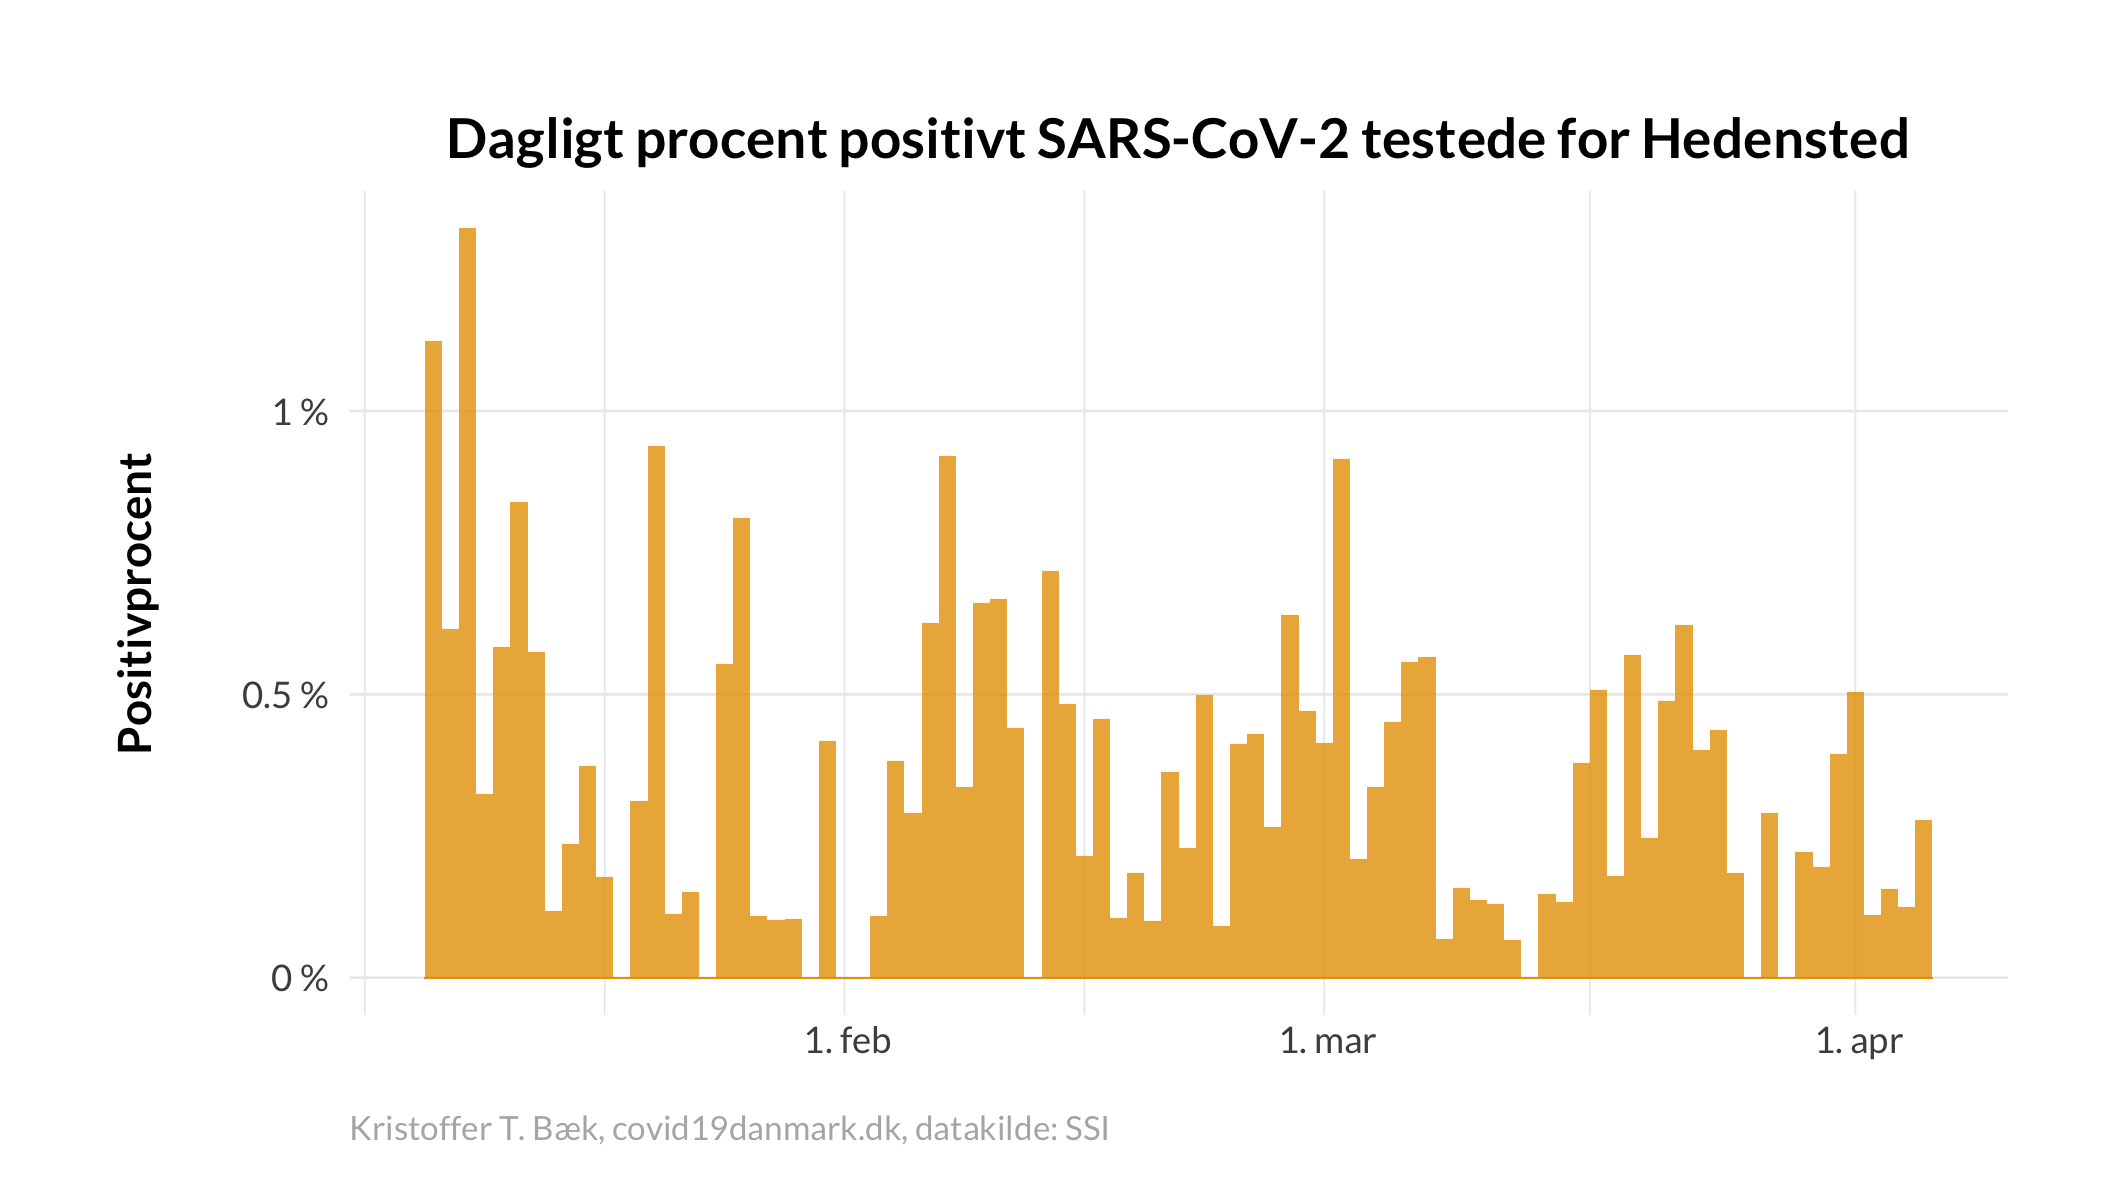 Dagligt procent positivt SARS-CoV-2 testede for Hedensted
Positivprocent
1 %
0.5 %
0 %
1. feb
1. mar
1. apr
Kristoffer T. Bæk, covid19danmark.dk, datakilde: SSI